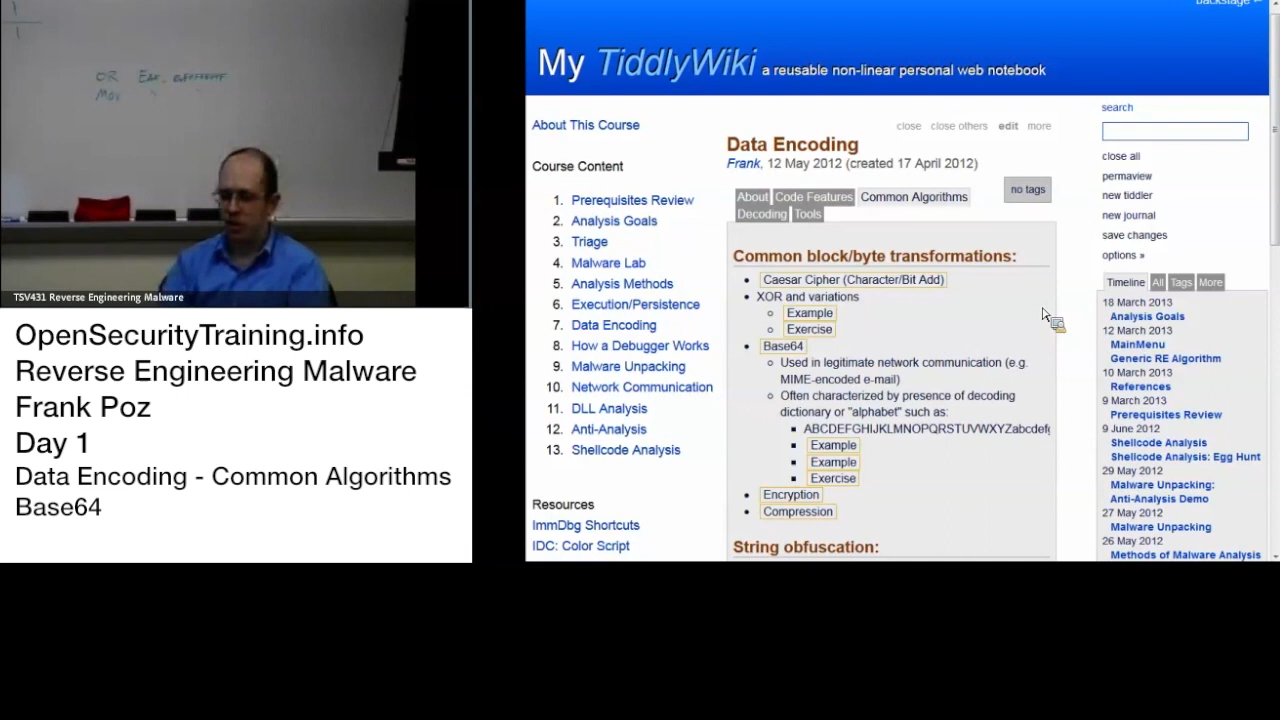 OR
TSV431 Reverse Engineering Malware
OpenSecurityTraining.info
Reverse Engineering Malware
Frank Poz
Day 1
Data Encoding - Common Algorithms
Base64
backstage
My TiddlyWiki a reusable non-linear personal web notebook
About This Course
Course Content
1. Prerequisites Review
2. Analysis Goals
3. Triage
4. Malware Lab
5. Analysis Methods
6. Execution/Persistence
7. Data Encoding
8. How a Debugger Works
9. Malware Unpacking
10. Network Communication
11. DLL Analysis
12. Anti-Analysis
13. Shellcode Analysis
Resources
ImmDbg Shortcuts
IDC: Color Script
close close others edit more
Data Encoding
Frank, 12 May 2012 (created 17 April 2012)
no tags
About Code Features Common Algorithms
Decoding Tools
Common block/byte transformations:
• Caesar Cipher (Character/Bit Add)
• XOR and variations
Example
Exercise
• Base64
Used in legitimate network communication (e.g.
MIME-encoded e-mail)
Often characterized by presence of decoding
dictionary or "alphabet" such as:
ABCDEFGHIJKLMNOPQRSTUVWXYZabcdef
Example
Example
Exercise
• Encryption
• Compression
String obfuscation:
search
close all
permaview
new tiddler
new journal
save changes
options »
Timeline All Tags More
18 March 2013
Analysis Goals
12 March 2013
MainMenu
Generic RE Algorithm
10 March 2013
References
9 March 2013
Prerequisites Review
9 June 2012
Shellcode Analysis
Shellcode Analysis: Egg Hunt
29 May 2012
Malware Unpacking:
Anti-Analysis Demo
27 May 2012
Malware Unpacking
26 May 2012
Methods of Malware Analysis